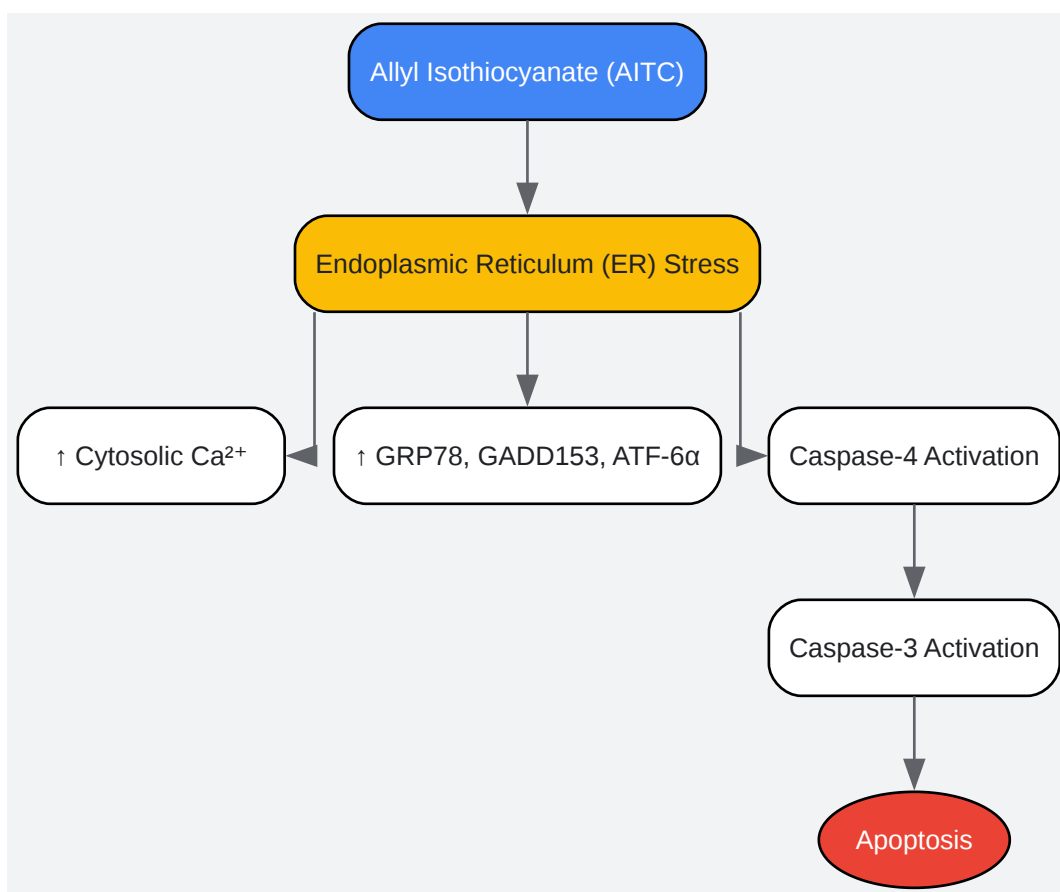 Allyl Isothiocyanate (AITC)
Endoplasmic Reticulum (ER) Stress
↑ Cytosolic Ca²⁺
↑ GRP78, GADD153, ATF-6α
Caspase-4 Activation
Caspase-3 Activation
Apoptosis